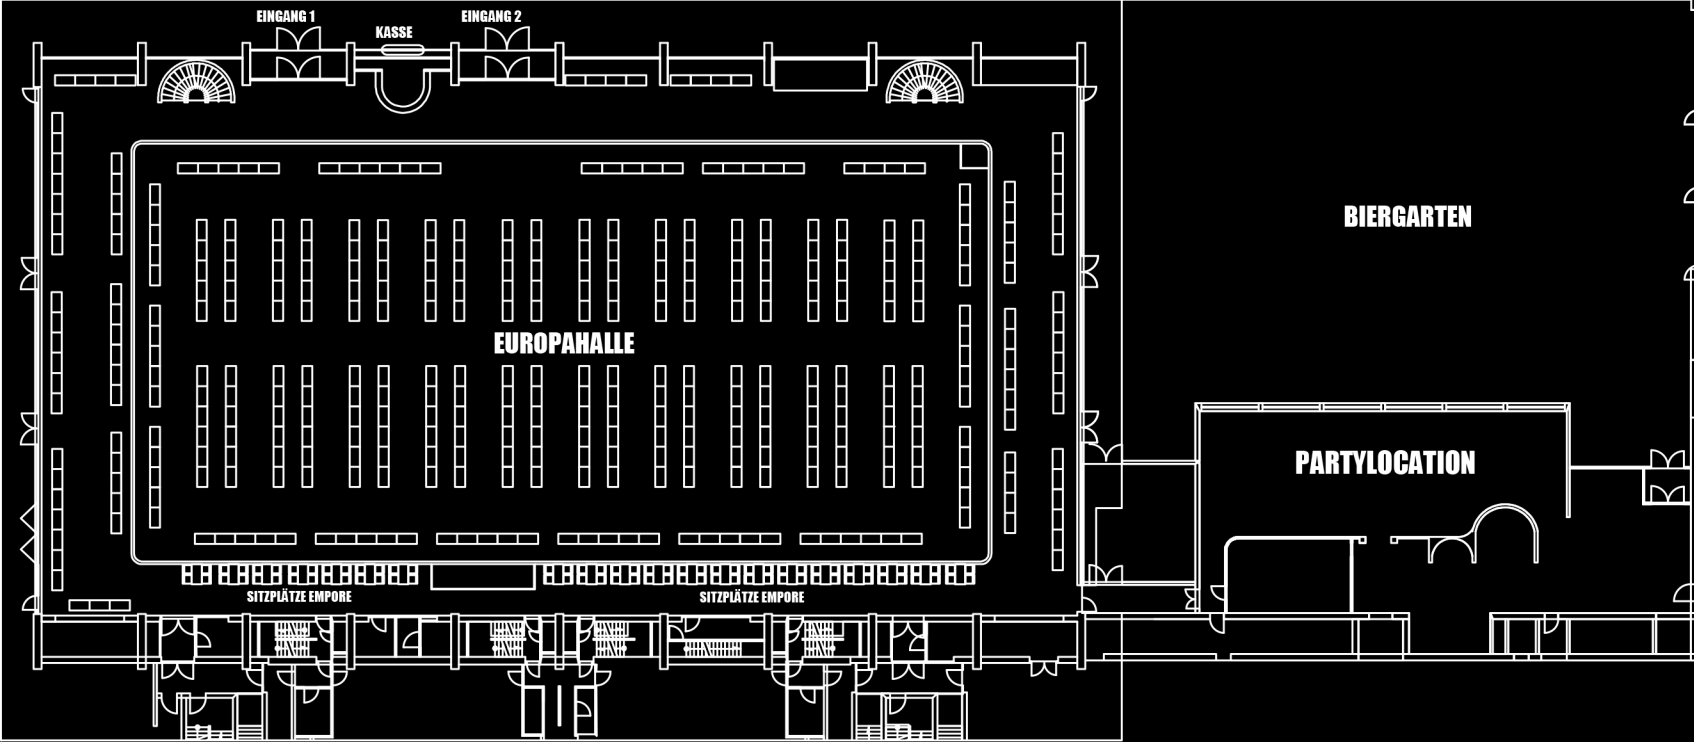 EINGANG 1
EINGANG 2
KASSE
BIERGARTEN
EUROPAHALLE
PARTYLOCATION
SITZPLÄTZE EMPORE
SITZPLÄTZE EMPORE